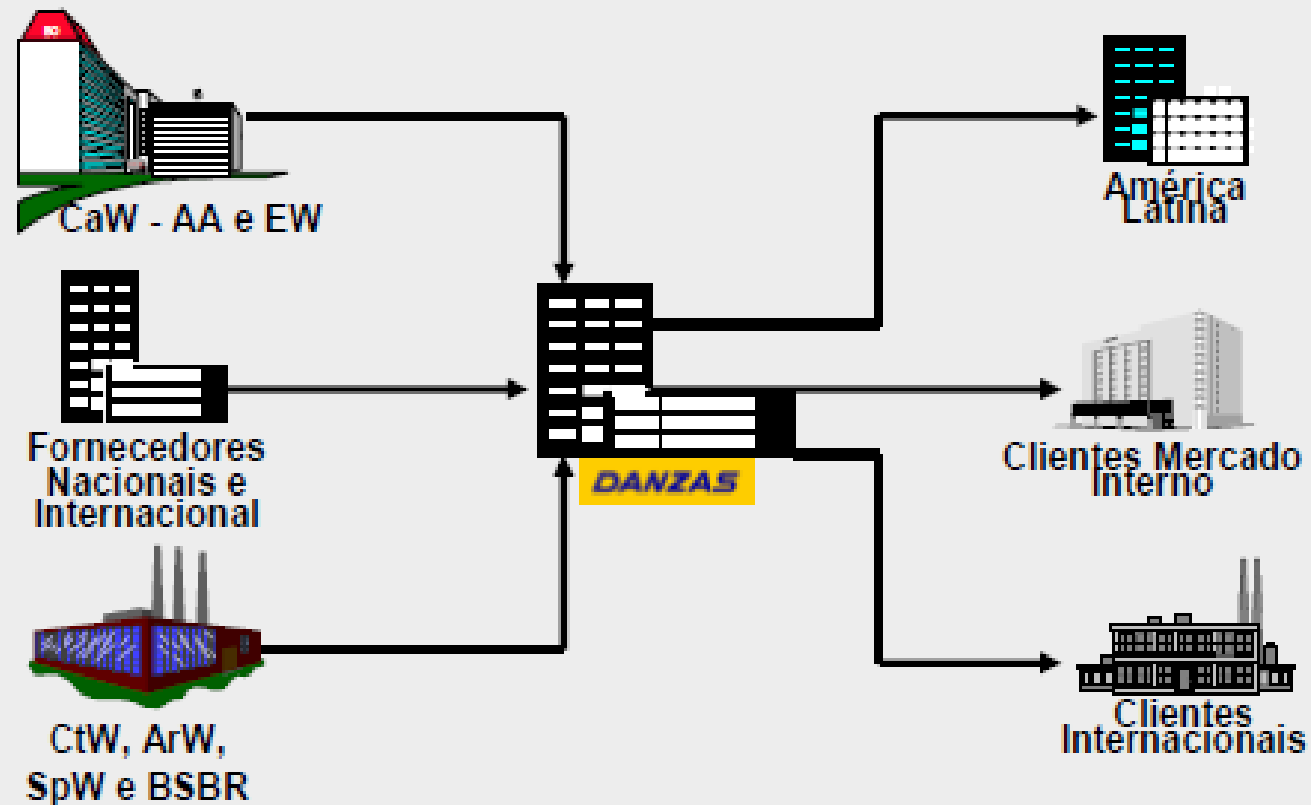 CaW - AA e EW
Fornecedores
Nacionais e
Internacional
CtW, ArW,
SpW e BSBR
DANZAS
América
Latina
Clientes Mercado
Interno
Clientes
Internacionais